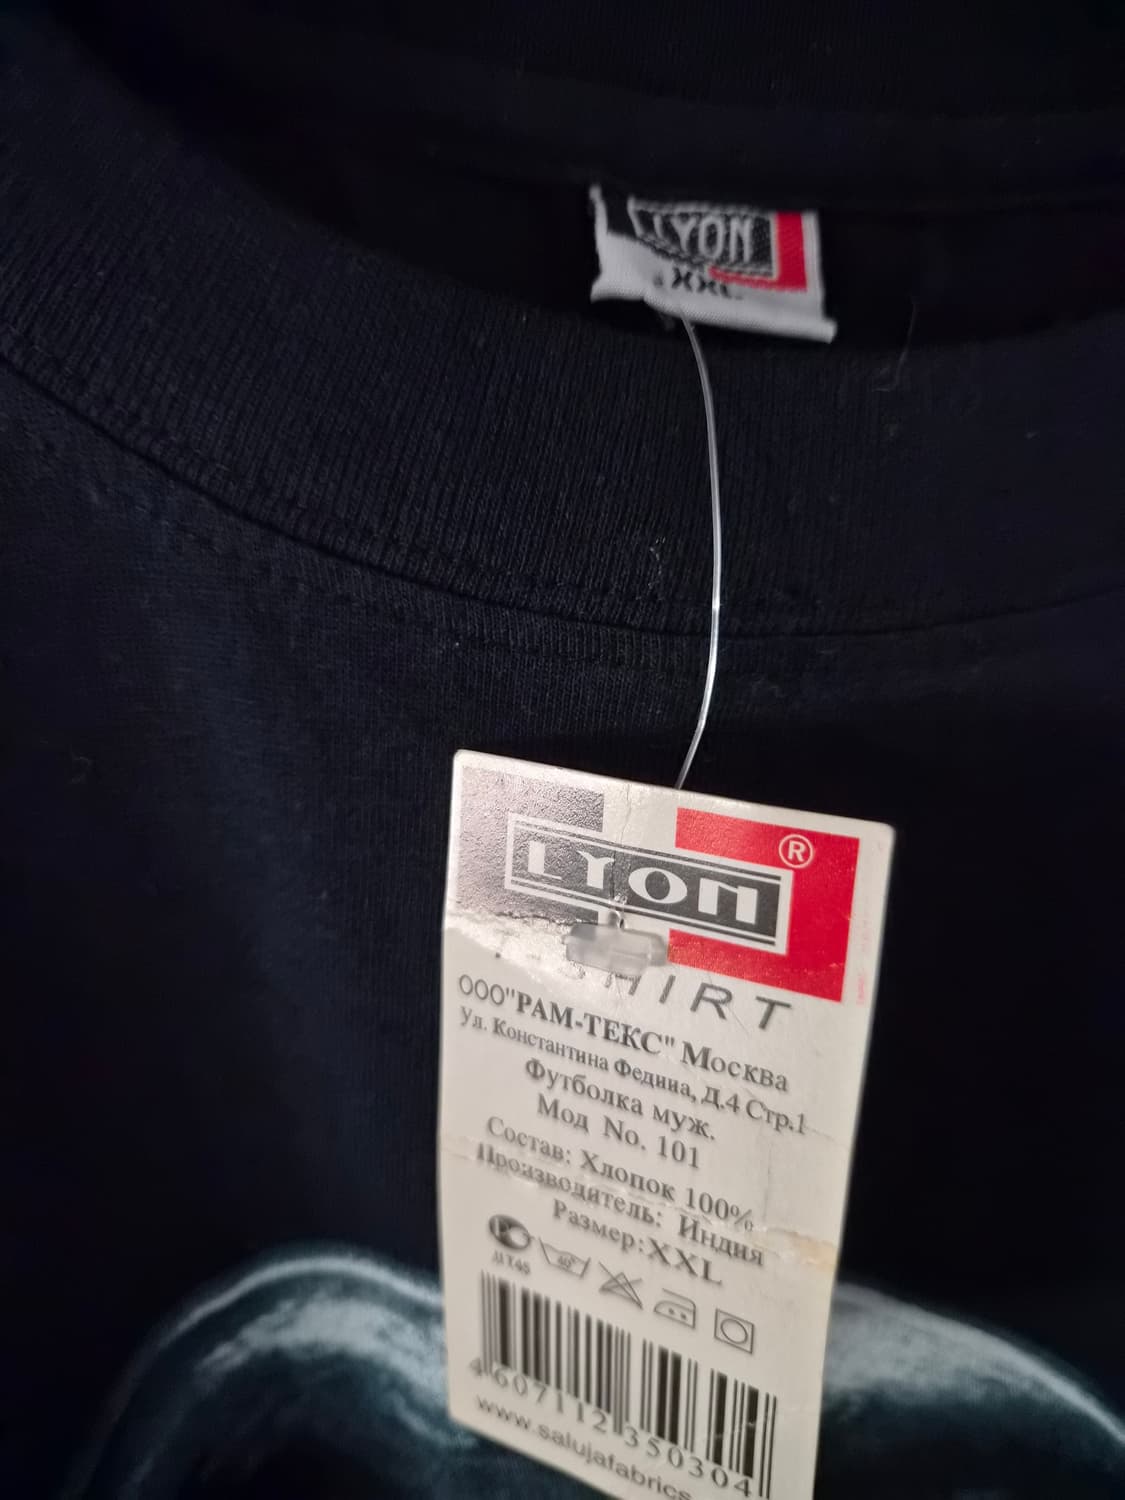 LYON
XXL
LYON
®
SHIRT
ООО"РАМ-ТЕКС" Москва
Ул. Константина Федина, Д.4 Стр.1
Футболка муж.
Мод No. 101
Состав: Хлопок 100%
Производитель: Индия
Размер:XXL
40°
4607112350304
www.salujafabrics